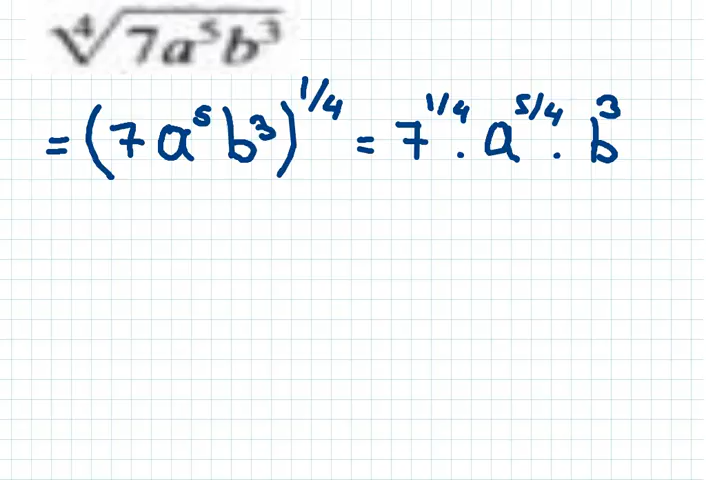 ∜(7a⁵b³)
= (7a⁵b³)^1/4 = 7^1/4 · a^5/4 · b³